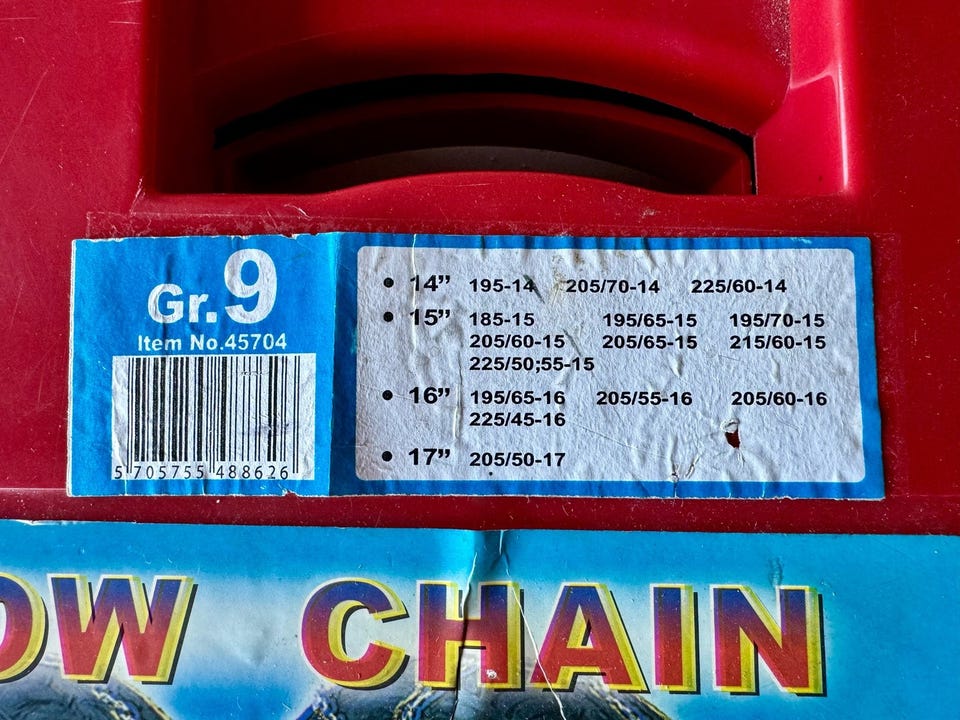 Gr.9
Item No.45704
5 705755 488626
• 14” 195-14 205/70-14 225/60-14
• 15” 185-15 195/65-15 195/70-15
205/60-15 205/65-15 215/60-15
225/50;55-15
• 16” 195/65-16 205/55-16 205/60-16
225/45-16
• 17” 205/50-17
OW CHAIN